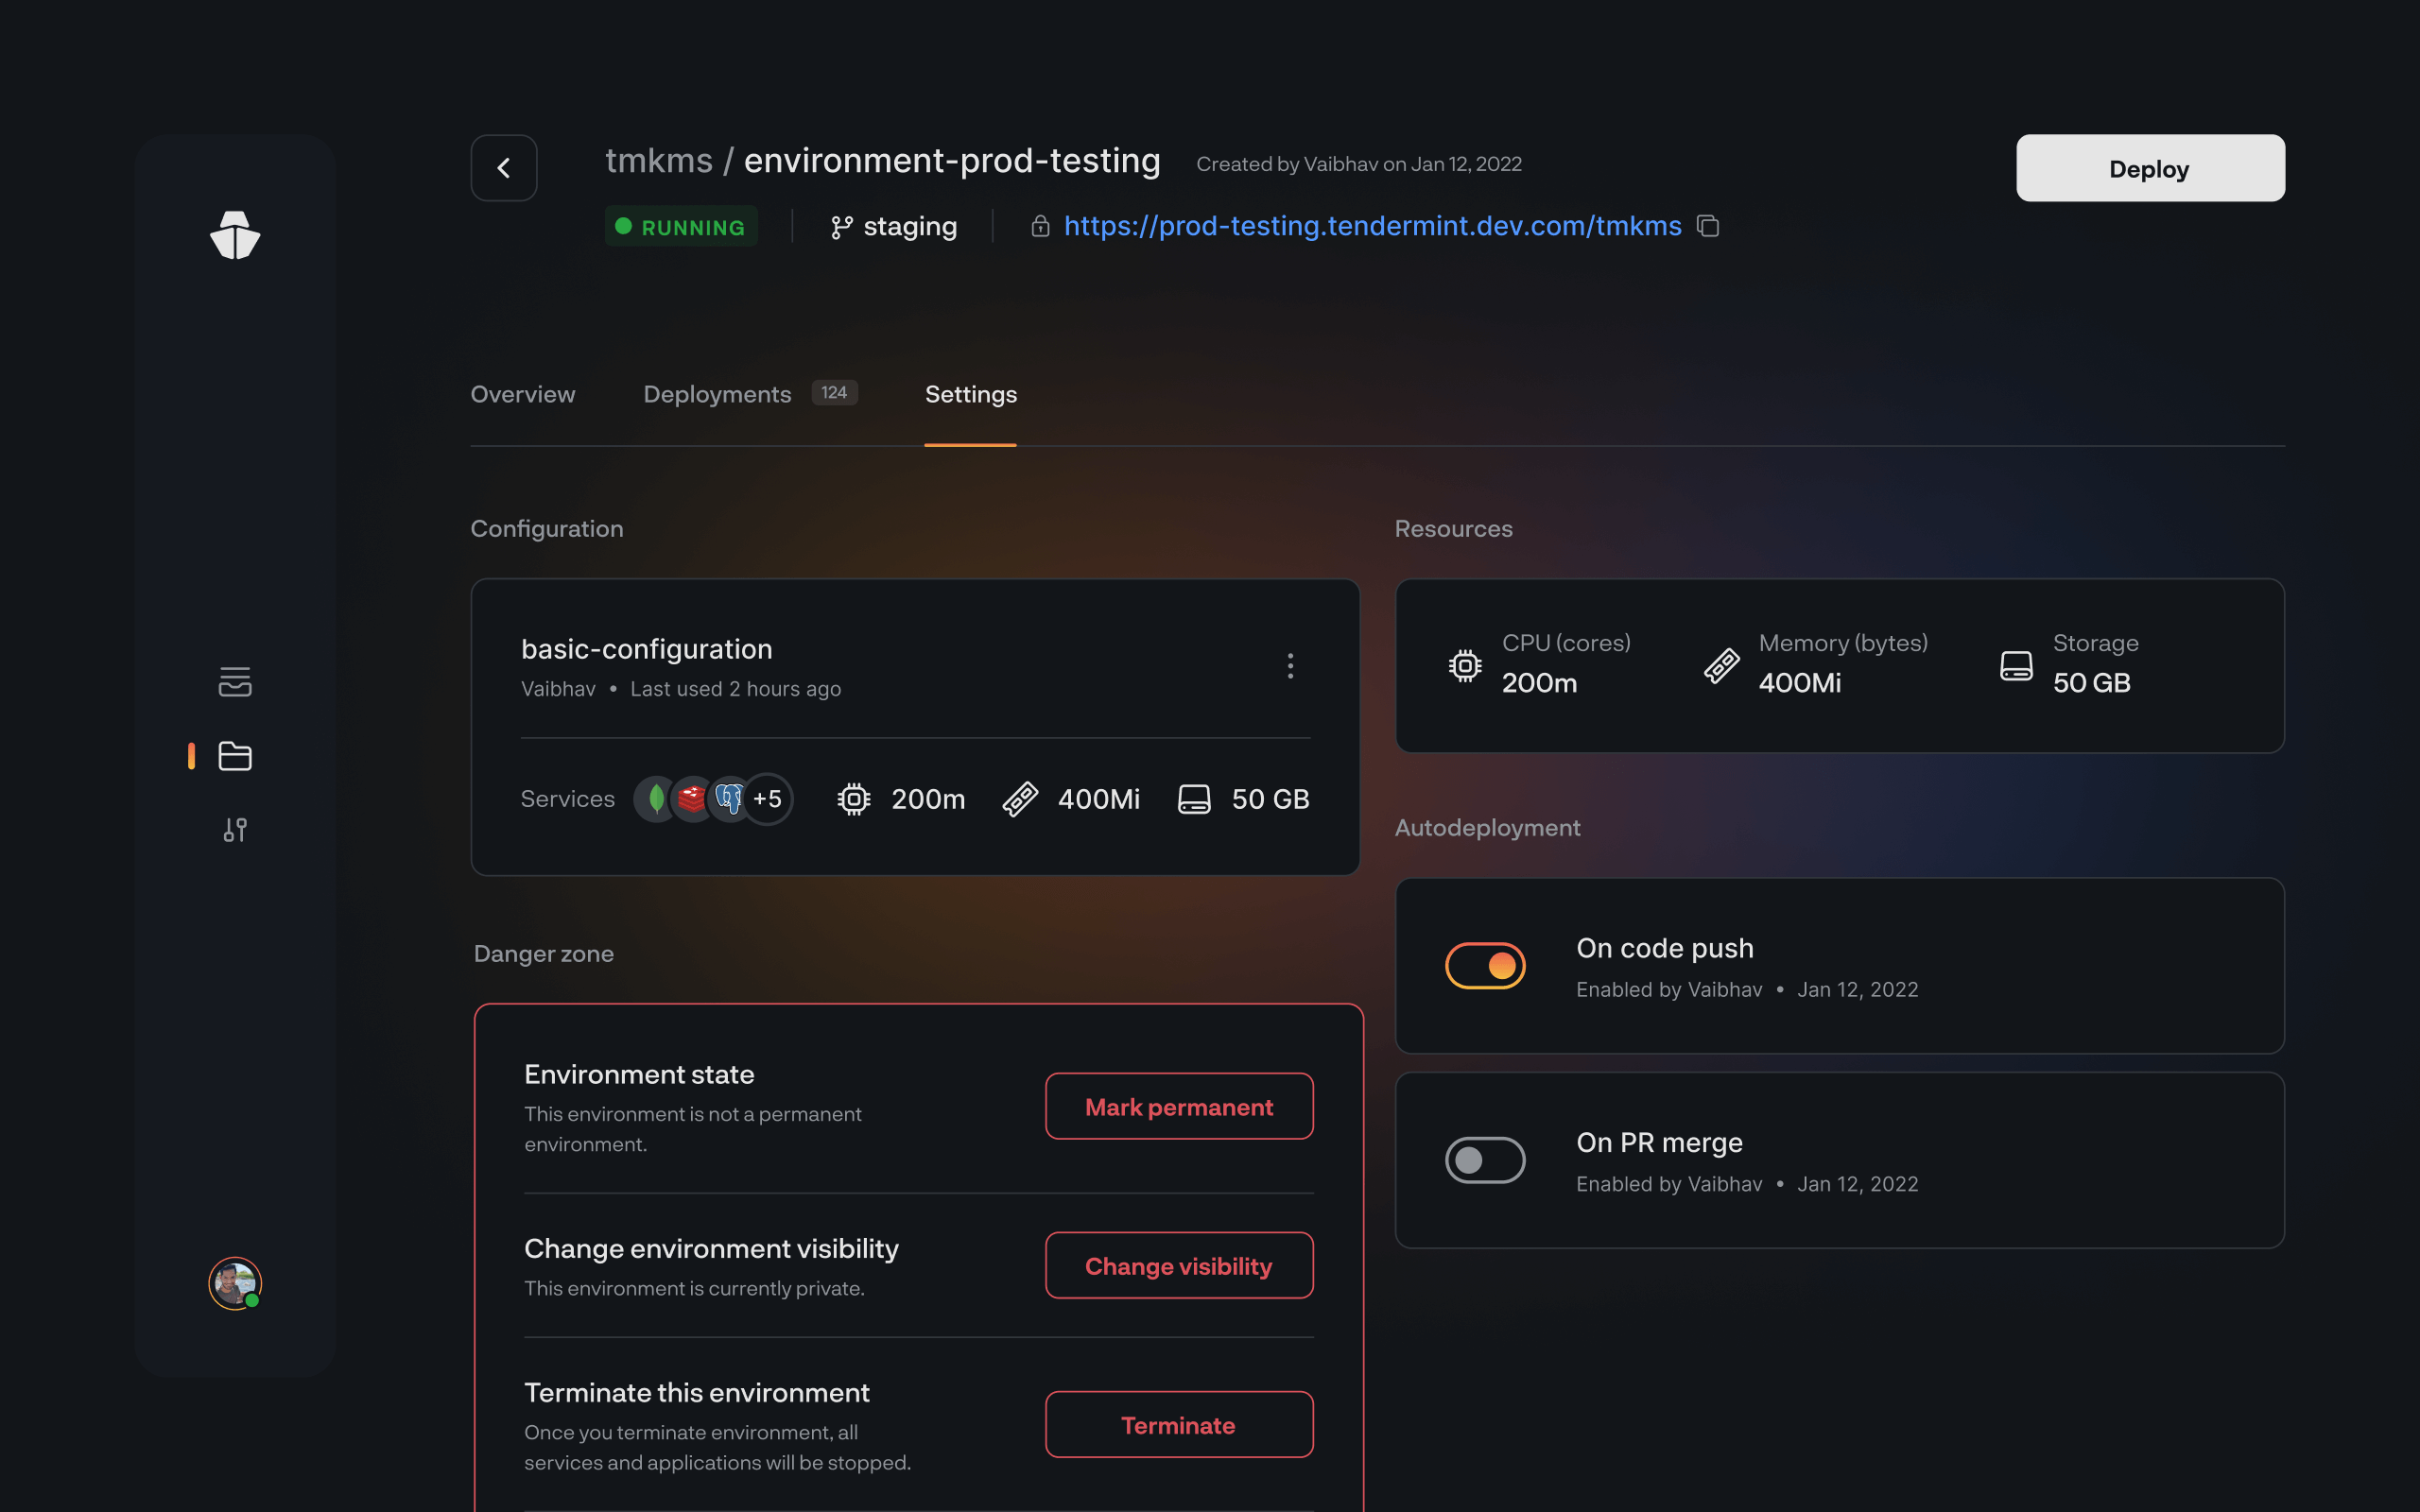 tmkms / environment-prod-testing Created by Vaibhav on Jan 12, 2022
Deploy
RUNNING staging https://prod-testing.tendermint.dev.com/tmkms
Overview Deployments 124 Settings
Configuration
basic-configuration
Vaibhav • Last used 2 hours ago
Services +5 200m 400Mi 50 GB
Danger zone
Environment state
This environment is not a permanent
environment.
Mark permanent
Change environment visibility
This environment is currently private.
Change visibility
Terminate this environment
Once you terminate environment, all
services and applications will be stopped.
Terminate
Resources
CPU (cores)
200m
Memory (bytes)
400Mi
Storage
50 GB
Autodeployment
On code push
Enabled by Vaibhav • Jan 12, 2022
On PR merge
Enabled by Vaibhav • Jan 12, 2022